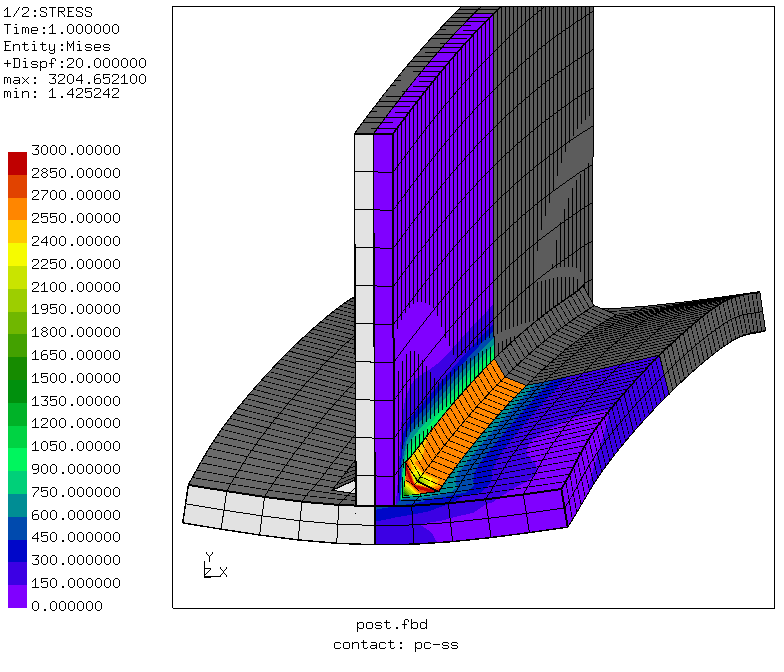 1/2:STRESS
Time:1.000000
Entity:Mises
+Dispf:20.000000
max: 3204.652100
min: 1.425242
3000.00000
2850.00000
2700.00000
2550.00000
2400.00000
2250.00000
2100.00000
1950.00000
1800.00000
1650.00000
1500.00000
1350.00000
1200.00000
1050.00000
900.000000
750.000000
600.000000
450.000000
300.000000
150.000000
0.000000
Y
Z X
post.fbd
contact: pc-ss